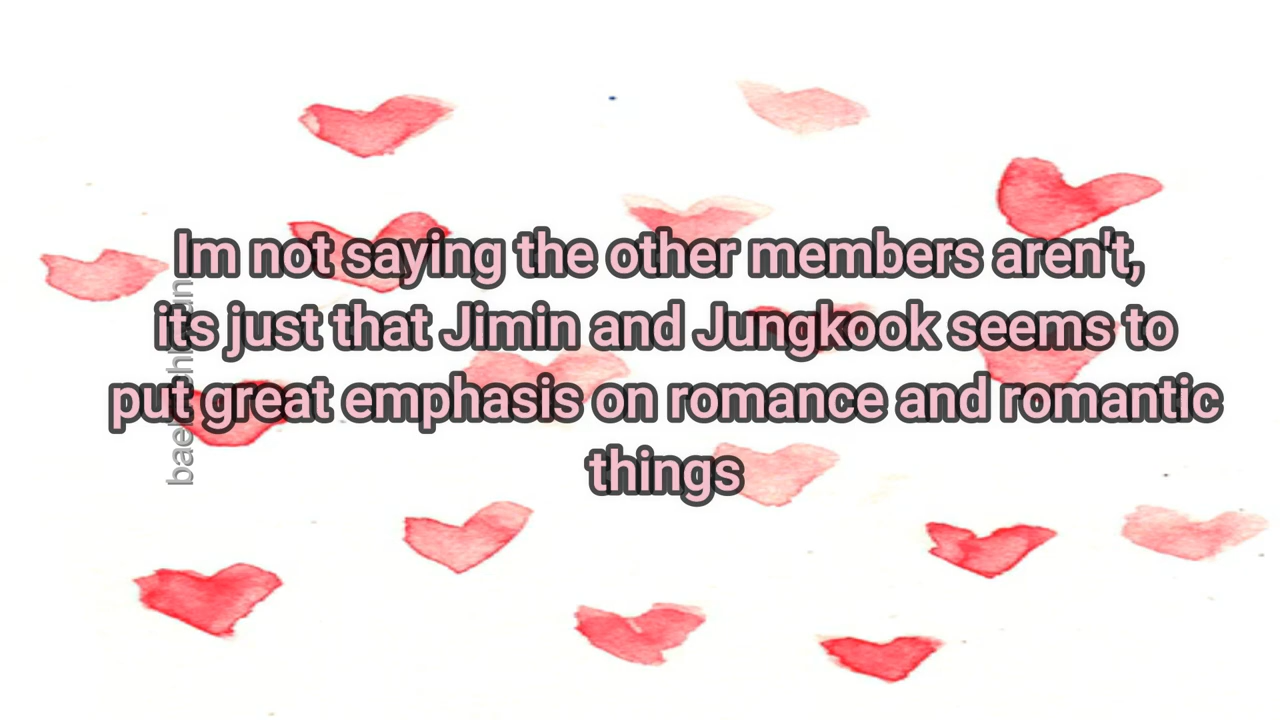 Im not saying the other members aren't,
its just that Jimin and Jungkook seems to
put great emphasis on romance and romantic
things